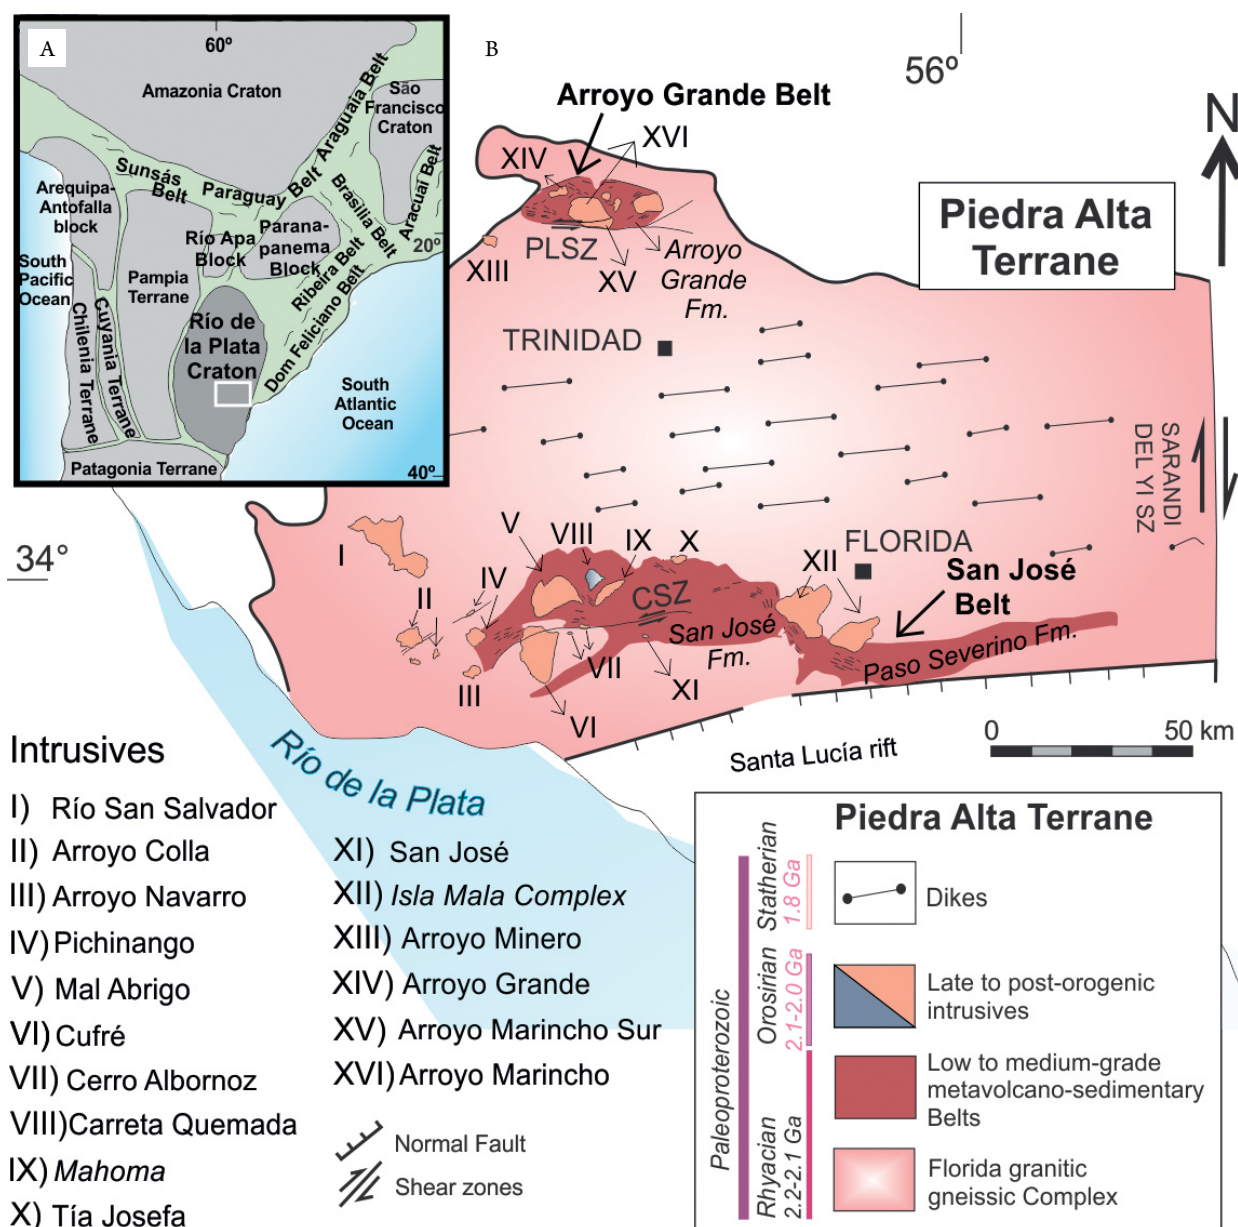 A
60º
Amazonia Craton
Araguaia Belt
São
Francisco
Craton
Sunsás
Belt
Paraguay Belt
Brasília Belt
Araçuaí Belt
20º
Arequipa-
Antofalla
block
Río Apa
Block
Parana-
panema
Block
Ribeira Belt
Dom Feliciano Belt
South
Pacific
Ocean
Pampia
Terrane
Cuyania Terrane
Chilenia Terrane
Río de
la Plata
Craton
South
Atlantic
Ocean
Patagonia Terrane
40º
B
56º
N
Arroyo Grande Belt
XVI
XIV
Piedra Alta
Terrane
PLSZ
XIII
XV
Arroyo
Grande
Fm.
TRINIDAD
SARANDI
DEL YI SZ
34°
I
II
III
IV
V
VI
VII
VIII
IX
X
XI
XII
CSZ
FLORIDA
San José
Belt
San José
Fm.
Paso Severino Fm.
0 50 km
Santa Lucía rift
Río de la Plata
Intrusives
I) Río San Salvador
II) Arroyo Colla
III) Arroyo Navarro
IV) Pichinango
V) Mal Abrigo
VI) Cufré
VII) Cerro Albornoz
VIII) Carreta Quemada
IX) Mahoma
X) Tía Josefa
XI) San José
XII) Isla Mala Complex
XIII) Arroyo Minero
XIV) Arroyo Grande
XV) Arroyo Marincho Sur
XVI) Arroyo Marincho
Normal Fault
Shear zones
Piedra Alta Terrane
Paleoproterozoic
Statherian
1.8 Ga
Orosirian
2.1-2.0 Ga
Rhyacian
2.2-2.1 Ga
Dikes
Late to post-orogenic
intrusives
Low to medium-grade
metavolcano-sedimentary
Belts
Florida granitic
gneissic Complex